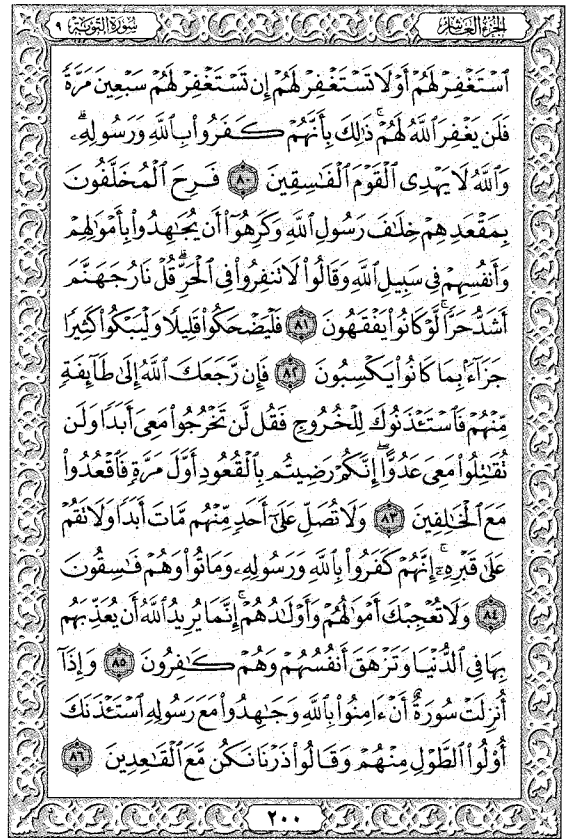 الجزء العاشر
سورة التوبة ٩
ٱسْتَغْفِرْ لَهُمْ أَوْ لَا تَسْتَغْفِرْ لَهُمْ إِن تَسْتَغْفِرْ لَهُمْ سَبْعِينَ مَرَّةً
فَلَن يَغْفِرَ ٱللَّهُ لَهُمْ ۚ ذَٰلِكَ بِأَنَّهُمْ كَفَرُوا۟ بِٱللَّهِ وَرَسُولِهِۦ ۗ
وَٱللَّهُ لَا يَهْدِى ٱلْقَوْمَ ٱلْفَـٰسِقِينَ ٨٠ فَرِحَ ٱلْمُخَلَّفُونَ
بِمَقْعَدِهِمْ خِلَـٰفَ رَسُولِ ٱللَّهِ وَكَرِهُوٓا۟ أَن يُجَـٰهِدُوا۟ بِأَمْوَٰلِهِمْ
وَأَنفُسِهِمْ فِى سَبِيلِ ٱللَّهِ وَقَالُوا۟ لَا تَنفِرُوا۟ فِى ٱلْحَرِّ ۗ قُلْ نَارُ جَهَنَّمَ
أَشَدُّ حَرًّا ۚ لَّوْ كَانُوا۟ يَفْقَهُونَ ٨١ فَلْيَضْحَكُوا۟ قَلِيلًا وَلْيَبْكُوا۟ كَثِيرًا
جَزَآءًۢ بِمَا كَانُوا۟ يَكْسِبُونَ ٨٢ فَإِن رَّجَعَكَ ٱللَّهُ إِلَىٰ طَآئِفَةٍ
مِّنْهُمْ فَٱسْتَـْٔذَنُوكَ لِلْخُرُوجِ فَقُل لَّن تَخْرُجُوا۟ مَعِىَ أَبَدًا وَلَن
تُقَـٰتِلُوا۟ مَعِىَ عَدُوًّا ۖ إِنَّكُمْ رَضِيتُم بِٱلْقُعُودِ أَوَّلَ مَرَّةٍ فَٱقْعُدُوا۟
مَعَ ٱلْخَـٰلِفِينَ ٨٣ وَلَا تُصَلِّ عَلَىٰٓ أَحَدٍ مِّنْهُم مَّاتَ أَبَدًا وَلَا تَقُمْ
عَلَىٰ قَبْرِهِۦٓ ۖ إِنَّهُمْ كَفَرُوا۟ بِٱللَّهِ وَرَسُولِهِۦ وَمَاتُوا۟ وَهُمْ فَـٰسِقُونَ
٨٤ وَلَا تُعْجِبْكَ أَمْوَٰلُهُمْ وَأَوْلَـٰدُهُمْ ۚ إِنَّمَا يُرِيدُ ٱللَّهُ أَن يُعَذِّبَهُم
بِهَا فِى ٱلدُّنْيَا وَتَزْهَقَ أَنفُسُهُمْ وَهُمْ كَـٰفِرُونَ ٨٥ وَإِذَآ
أُنزِلَتْ سُورَةٌ أَنْ ءَامِنُوا۟ بِٱللَّهِ وَجَـٰهِدُوا۟ مَعَ رَسُولِهِ ٱسْتَـْٔذَنَكَ
أُو۟لُوا۟ ٱلطَّوْلِ مِنْهُمْ وَقَالُوا۟ ذَرْنَا نَكُن مَّعَ ٱلْقَـٰعِدِينَ ٨٦
٢٠٠